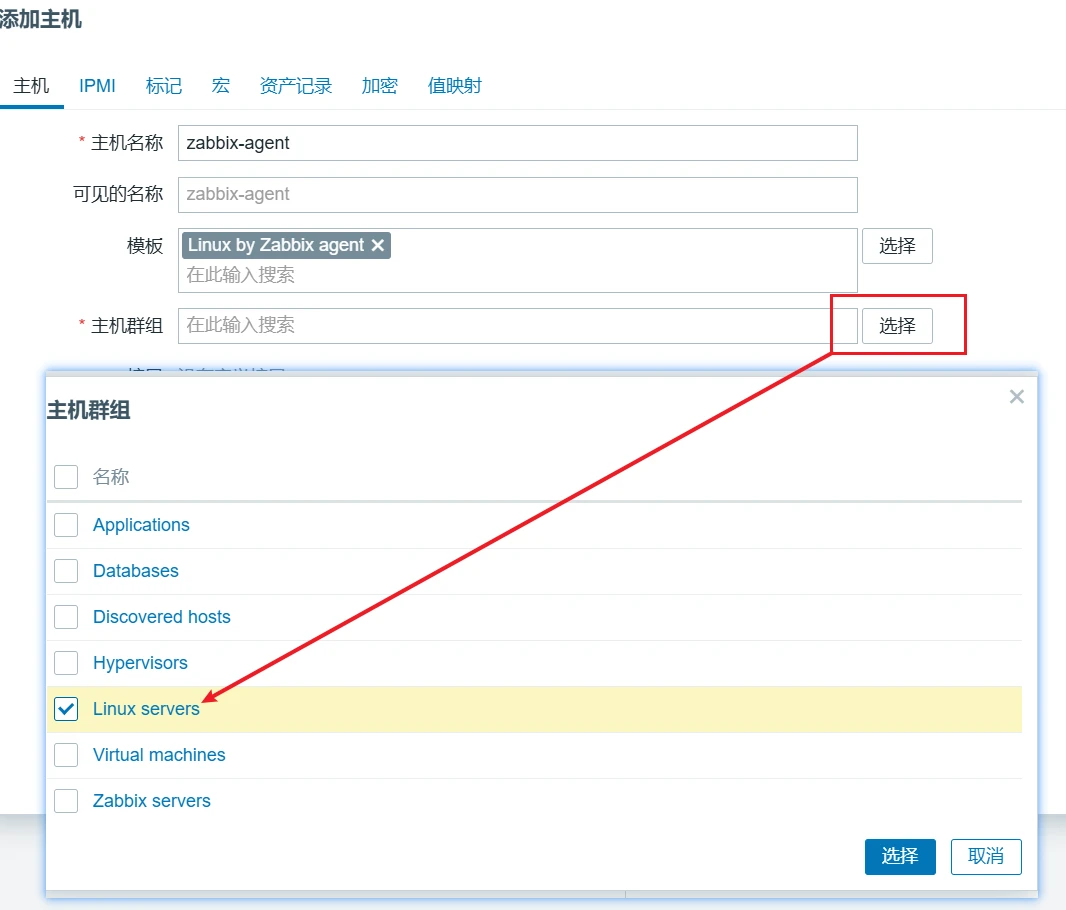 添加主机
主机 IPMI 标记 宏 资产记录 加密 值映射
* 主机名称 zabbix-agent
可见的名称 zabbix-agent
模板 Linux by Zabbix agent × 选择
在此输入搜索
* 主机群组 在此输入搜索 选择
主机群组 ×
名称
Applications
Databases
Discovered hosts
Hypervisors
Linux servers
Virtual machines
Zabbix servers
选择 取消